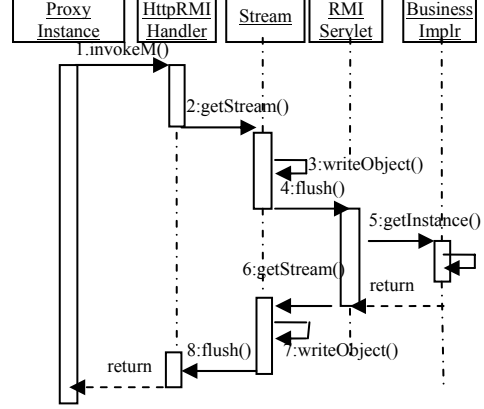 Proxy
Instance
HttpRMI
Handler
Stream
RMI
Servlet
Business
Implr
1.invokeM()
2:getStream()
3:writeObject()
4:flush()
5:getInstance()
6:getStream()
return
7:writeObject()
8:flush()
return